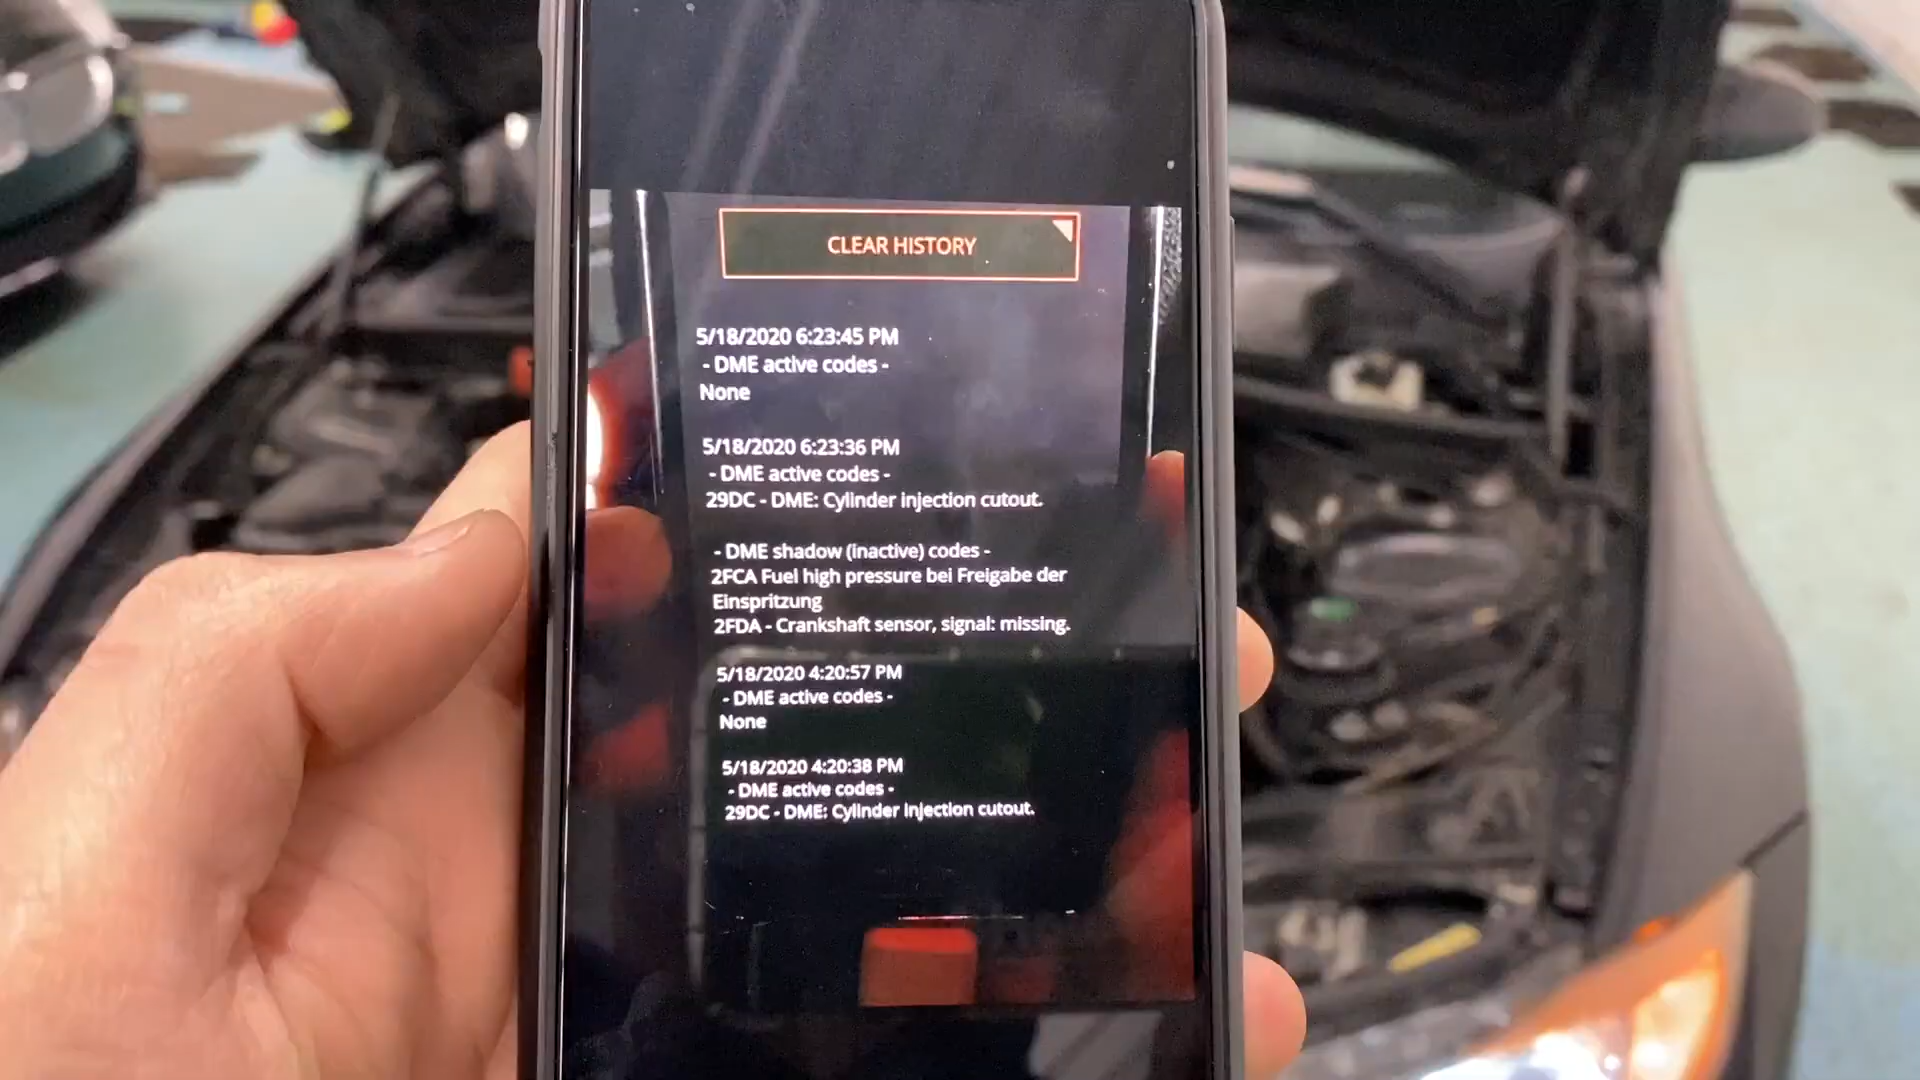 CLEAR HISTORY
5/18/2020 6:23:45 PM
- DME active codes -
None
5/18/2020 6:23:36 PM
- DME active codes -
29DC - DME: Cylinder injection cutout.
- DME shadow (inactive) codes -
2FCA Fuel high pressure bei Freigabe der
Einspritzung
2FDA - Crankshaft sensor, signal: missing.
5/18/2020 4:20:57 PM
- DME active codes -
None
5/18/2020 4:20:38 PM
- DME active codes -
29DC - DME: Cylinder injection cutout.